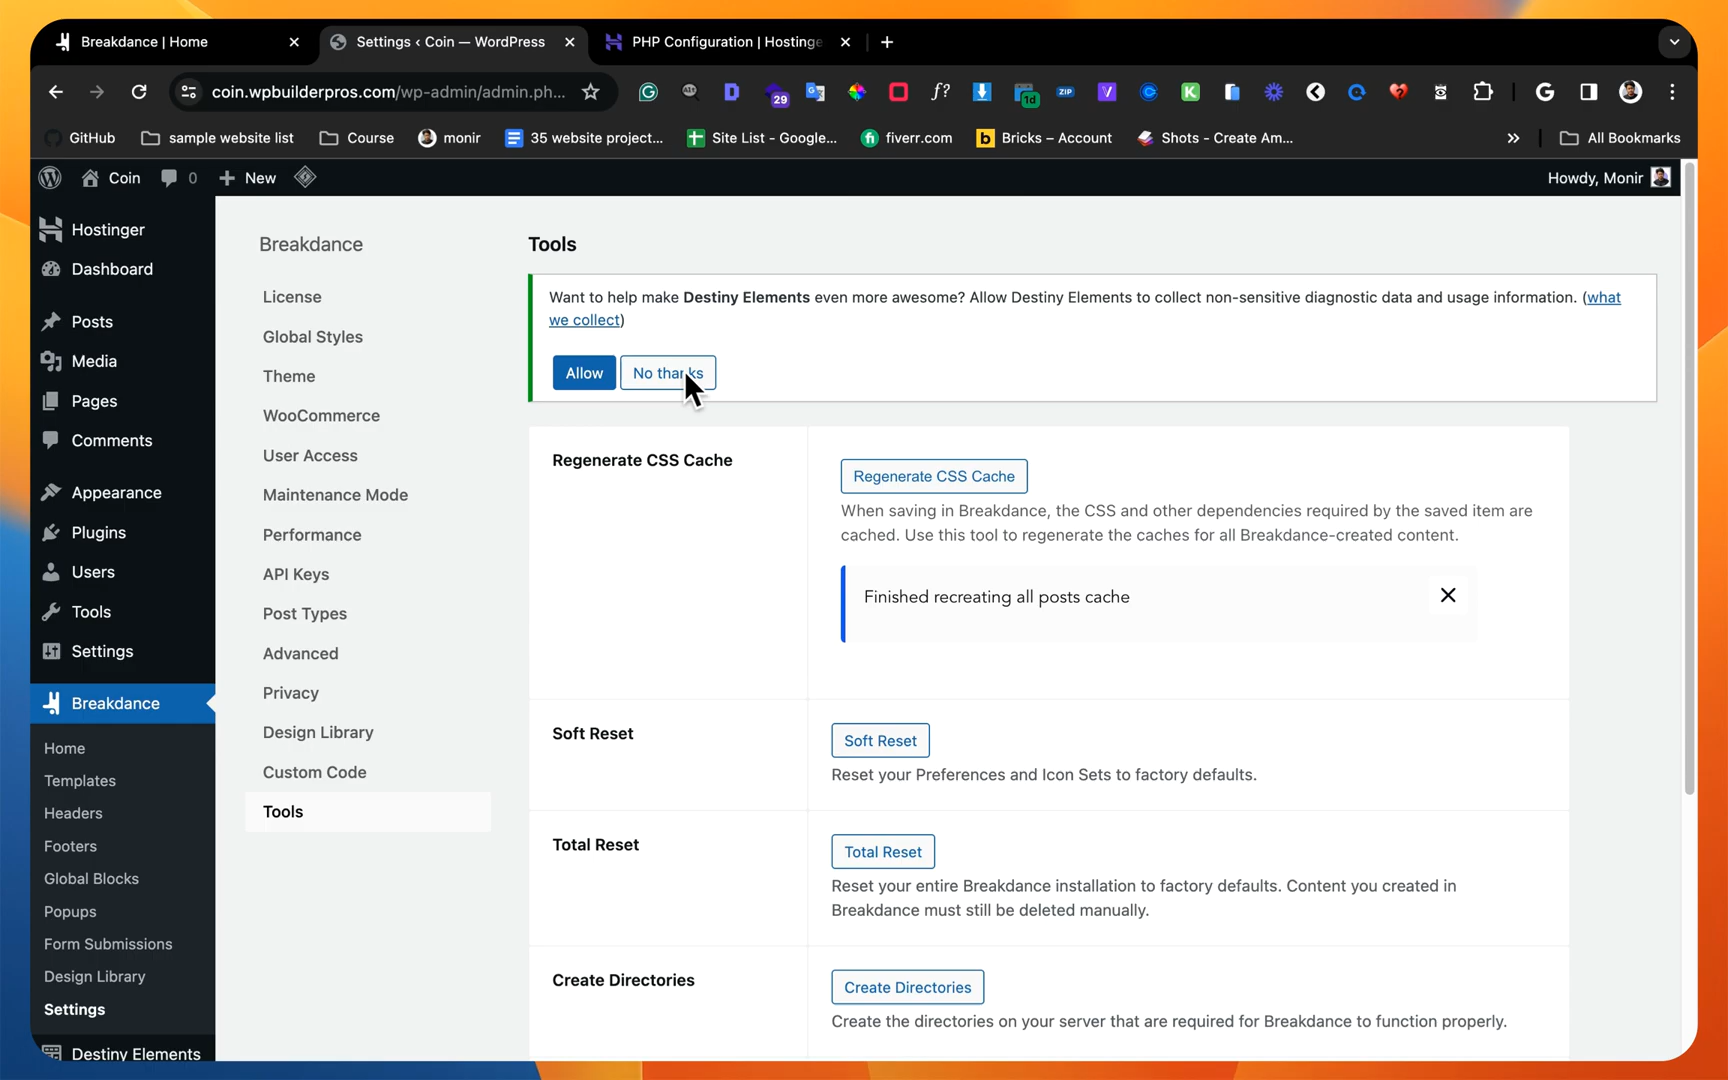 Breakdance | Home
Settings ‹ Coin — WordPress
PHP Configuration | Hostinge
coin.wpbuilderpros.com/wp-admin/admin.ph...
29
1d
ZIP
GitHub
sample website list
Course
monir
35 website project...
Site List - Google...
fiverr.com
Bricks – Account
Shots - Create Am...
»
All Bookmarks
Coin
0
New
Howdy, Monir
Hostinger
Dashboard
Posts
Media
Pages
Comments
Appearance
Plugins
Users
Tools
Settings
Breakdance
Home
Templates
Headers
Footers
Global Blocks
Popups
Form Submissions
Design Library
Settings
Destiny Elements
Breakdance
License
Global Styles
Theme
WooCommerce
User Access
Maintenance Mode
Performance
API Keys
Post Types
Advanced
Privacy
Design Library
Custom Code
Tools
Tools
Want to help make Destiny Elements even more awesome? Allow Destiny Elements to collect non-sensitive diagnostic data and usage information. (what
we collect)
Allow
No thanks
Regenerate CSS Cache
Regenerate CSS Cache
When saving in Breakdance, the CSS and other dependencies required by the saved item are
cached. Use this tool to regenerate the caches for all Breakdance-created content.
Finished recreating all posts cache
Soft Reset
Soft Reset
Reset your Preferences and Icon Sets to factory defaults.
Total Reset
Total Reset
Reset your entire Breakdance installation to factory defaults. Content you created in
Breakdance must still be deleted manually.
Create Directories
Create Directories
Create the directories on your server that are required for Breakdance to function properly.